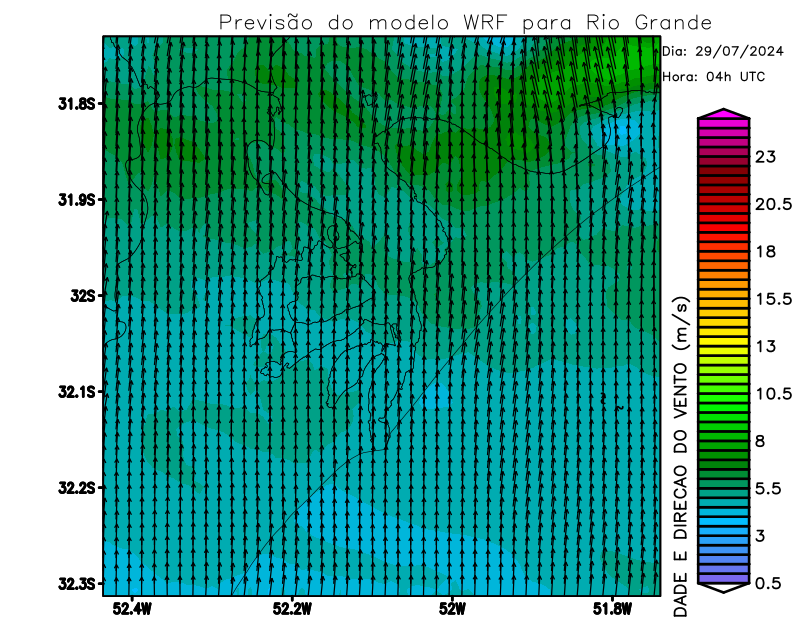 Previsão do modelo WRF para Rio Grande
Dia: 29/07/2024
Hora: 04h UTC
31.8S
31.9S
32S
32.1S
32.2S
32.3S
52.4W
52.2W
52W
51.8W
DADE E DIRECAO DO VENTO (m/s)
23
20.5
18
15.5
13
10.5
8
5.5
3
0.5